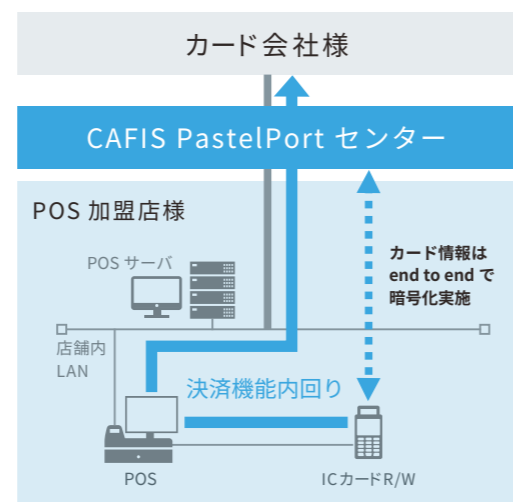 カード会社様
CAFIS PastelPort センター
POS 加盟店様
POS サーバ
カード情報は
end to end で
暗号化実施
店舗内
LAN
決済機能内回り
POS
ICカードR/W